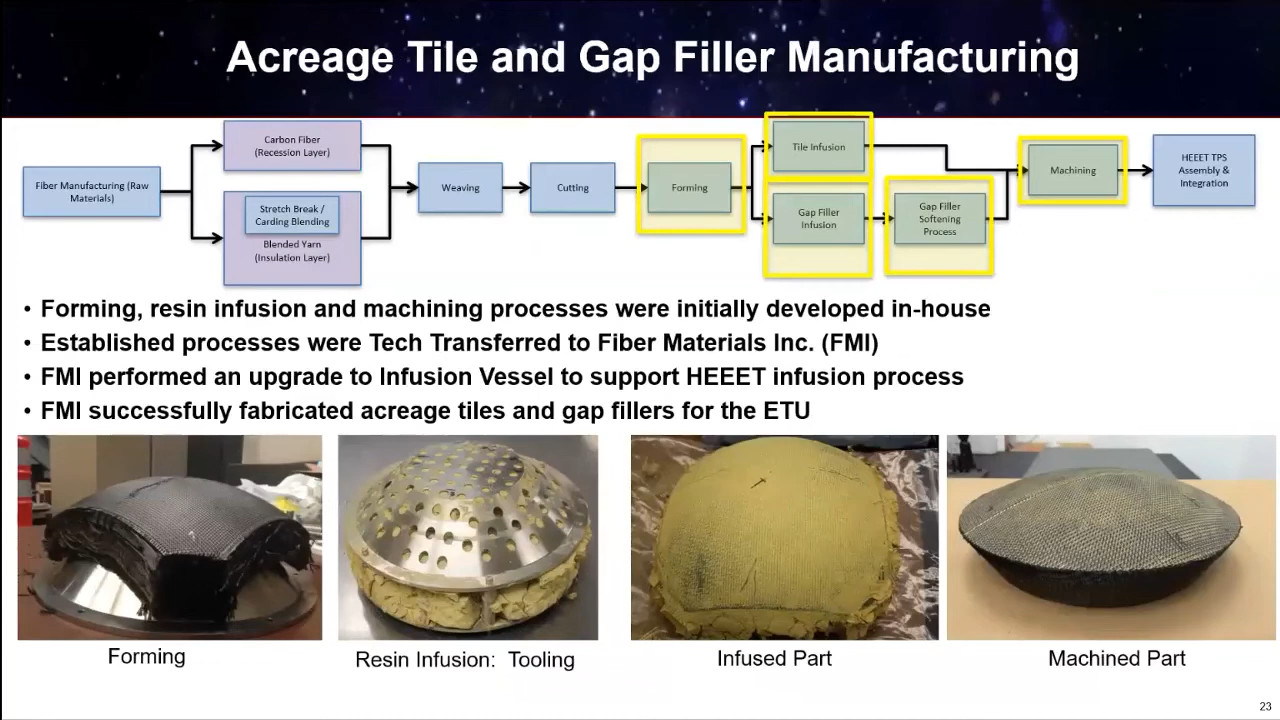 Acreage Tile and Gap Filler Manufacturing
Fiber Manufacturing (Raw
Materials)
Carbon Fiber
(Recession Layer)
Stretch Break /
Carding Blending
Blended Yarn
(Insulation Layer)
Weaving
Cutting
Forming
Tile Infusion
Gap Filler
Infusion
Gap Filler
Softening
Process
Machining
HEEET TPS
Assembly &
Integration
• Forming, resin infusion and machining processes were initially developed in-house
• Established processes were Tech Transferred to Fiber Materials Inc. (FMI)
• FMI performed an upgrade to Infusion Vessel to support HEEET infusion process
• FMI successfully fabricated acreage tiles and gap fillers for the ETU
Forming
Resin Infusion: Tooling
Infused Part
Machined Part
23